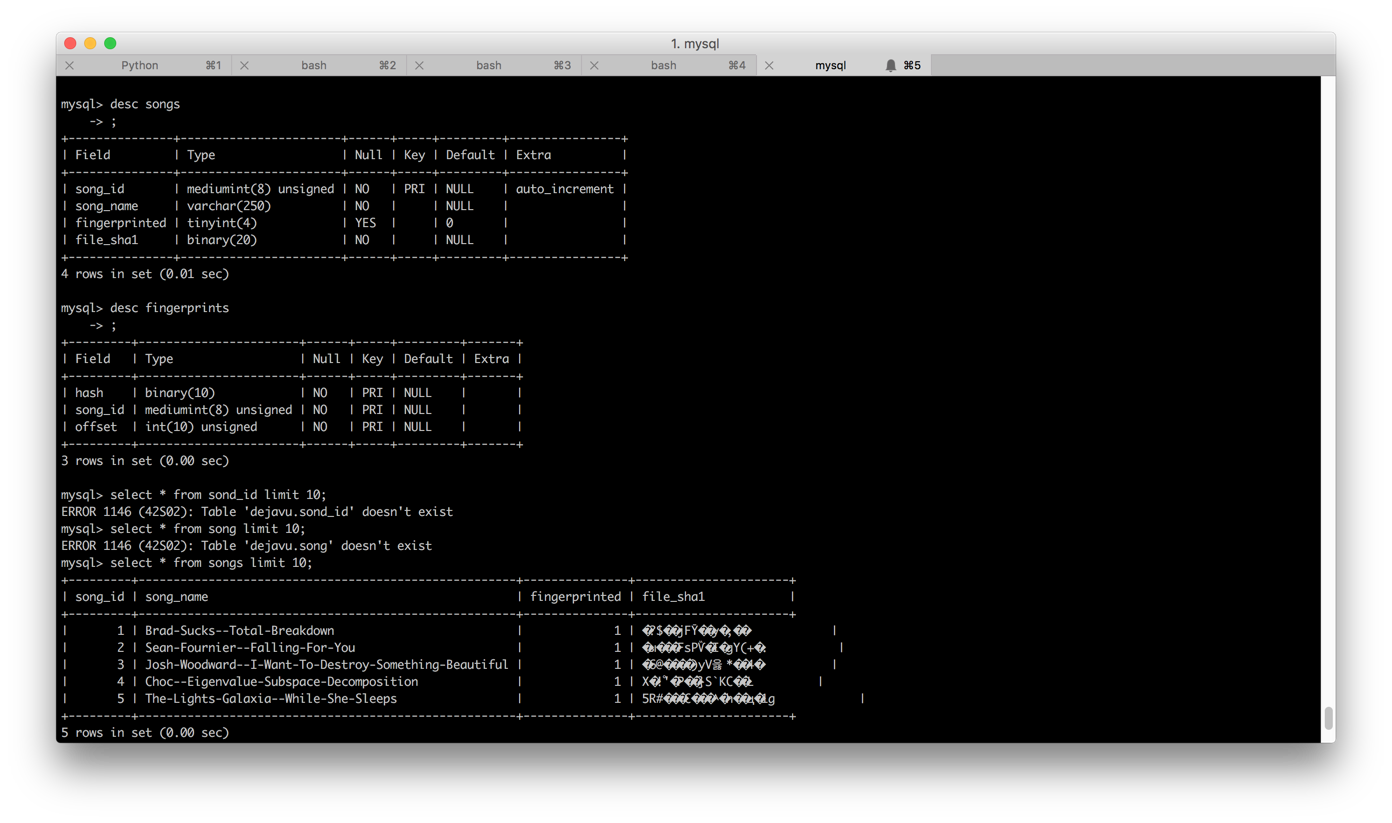 1. mysql
Python ⌘1 bash ⌘2 bash ⌘3 bash ⌘4 mysql ⌘5
mysql> desc songs
    -> ;
+---------------+-----------------------+------+-----+---------+----------------+
| Field         | Type                  | Null | Key | Default | Extra          |
+---------------+-----------------------+------+-----+---------+----------------+
| song_id       | mediumint(8) unsigned | NO   | PRI | NULL    | auto_increment |
| song_name     | varchar(250)          | NO   |     | NULL    |                |
| fingerprinted | tinyint(4)            | YES  |     | 0       |                |
| file_sha1     | binary(20)            | NO   |     | NULL    |                |
+---------------+-----------------------+------+-----+---------+----------------+
4 rows in set (0.01 sec)
mysql> desc fingerprints
    -> ;
+---------+-----------------------+------+-----+---------+-------+
| Field   | Type                  | Null | Key | Default | Extra |
+---------+-----------------------+------+-----+---------+-------+
| hash    | binary(10)            | NO   | PRI | NULL    |       |
| song_id | mediumint(8) unsigned | NO   | PRI | NULL    |       |
| offset  | int(10) unsigned      | NO   | PRI | NULL    |       |
+---------+-----------------------+------+-----+---------+-------+
3 rows in set (0.00 sec)
mysql> select * from sond_id limit 10;
ERROR 1146 (42S02): Table 'dejavu.sond_id' doesn't exist
mysql> select * from song limit 10;
ERROR 1146 (42S02): Table 'dejavu.song' doesn't exist
mysql> select * from songs limit 10;
+---------+------------------------------------------------------+---------------+----------------------+
| song_id | song_name                                            | fingerprinted | file_sha1            |
+---------+------------------------------------------------------+---------------+----------------------+
|       1 | Brad-Sucks--Total-Breakdown                          |             1 | |
|       2 | Sean-Fournier--Falling-For-You                       |             1 | |
|       3 | Josh-Woodward--I-Want-To-Destroy-Something-Beautiful |             1 | |
|       4 | Choc--Eigenvalue-Subspace-Decomposition              |             1 | |
|       5 | The-Lights-Galaxia--While-She-Sleeps                 |             1 | |
+---------+------------------------------------------------------+---------------+----------------------+
5 rows in set (0.00 sec)